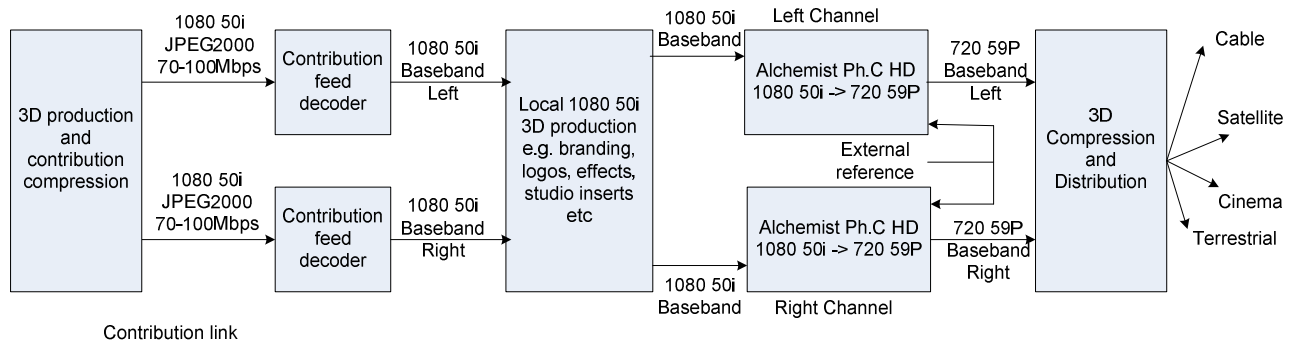 3D production
and
contribution
compression
1080 50i
JPEG2000
70-100Mbps
1080 50i
JPEG2000
70-100Mbps
Contribution
feed
decoder
Contribution
feed
decoder
1080 50i
Baseband
Left
1080 50i
Baseband
Right
Local 1080 50i
3D production
e.g. branding,
logos, effects,
studio inserts
etc
1080 50i
Baseband
1080 50i
Baseband
Left Channel
Alchemist Ph.C HD
1080 50i -> 720 59P
External
reference
Alchemist Ph.C HD
1080 50i -> 720 59P
Right Channel
720 59P
Baseband
Left
720 59P
Baseband
Right
3D
Compression
and
Distribution
Cable
Satellite
Cinema
Terrestrial
Contribution link